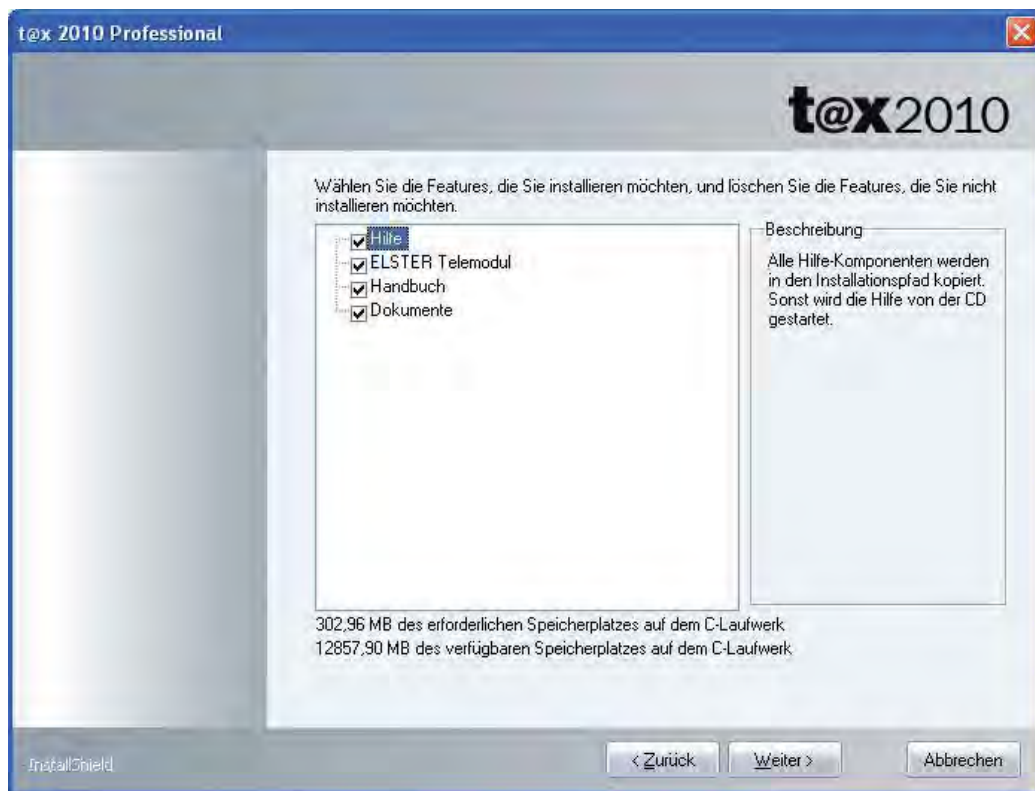 t@x 2010 Professional
t@x2010
Wählen Sie die Features, die Sie installieren möchten, und löschen Sie die Features, die Sie nicht
installieren möchten.
Hilfe
ELSTER Telemodul
Handbuch
Dokumente
Beschreibung
Alle Hilfe-Komponenten werden
in den Installationspfad kopiert.
Sonst wird die Hilfe von der CD
gestartet.
302,96 MB des erforderlichen Speicherplatzes auf dem C-Laufwerk
12857,90 MB des verfügbaren Speicherplatzes auf dem C-Laufwerk
InstallShield
< Zurück
Weiter >
Abbrechen